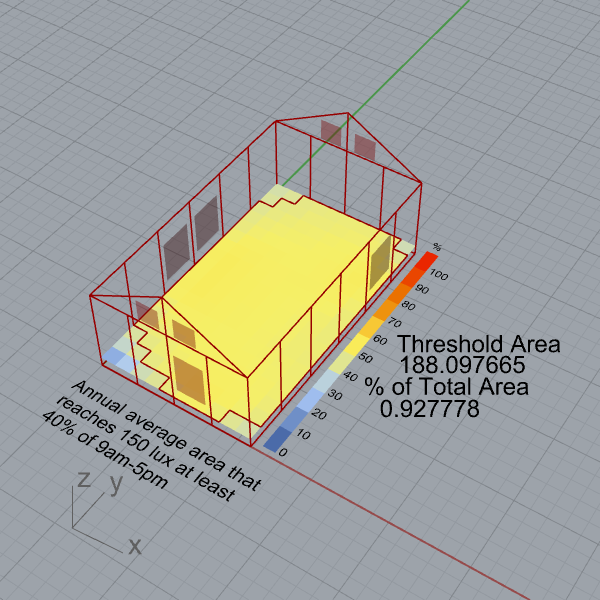 %
100
90
80
70
60
50
40
30
20
10
0
Threshold Area
188.097665
% of Total Area
0.927778
Annual average area that
reaches 150 lux at least
40% of 9am-5pm
z
y
x